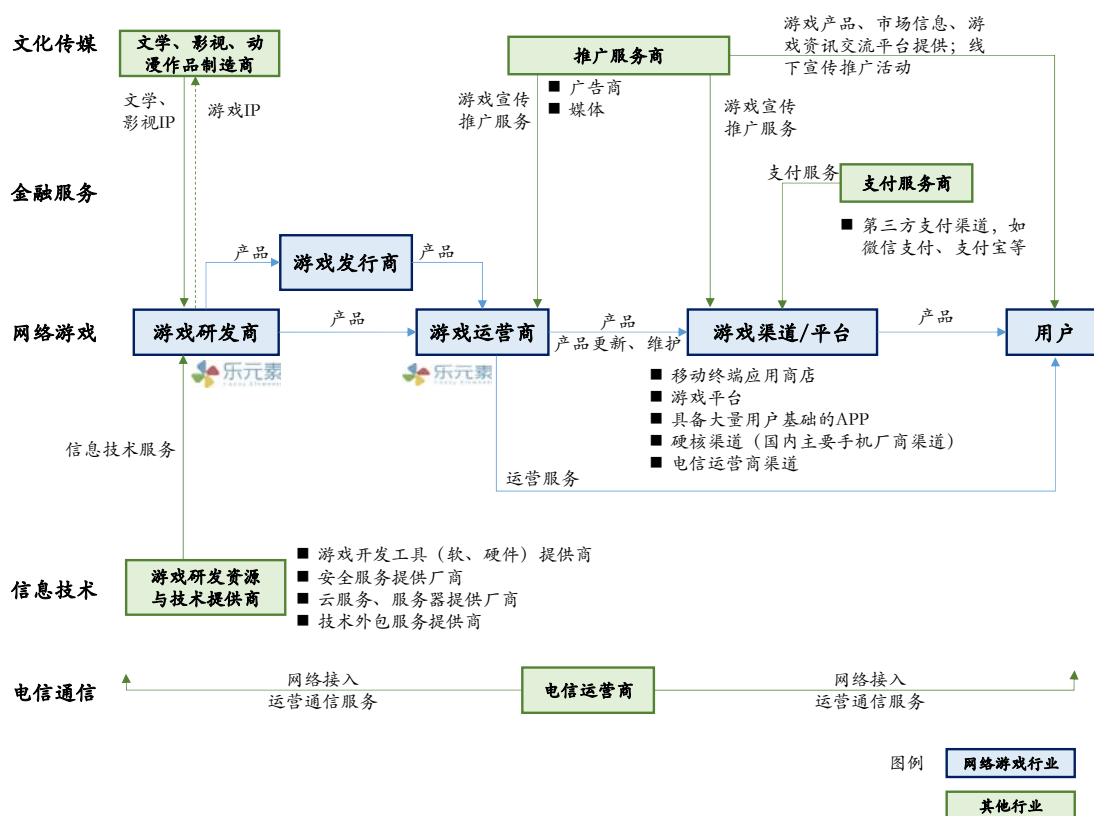 文化传媒
文学、影视、动
漫作品制造商
文学、
影视IP
游戏IP
推广服务商
■ 广告商
■ 媒体
游戏宣传
推广服务
游戏宣传
推广服务
游戏产品、市场信息、游
戏资讯交流平台提供；线
下宣传推广活动
金融服务
支付服务
支付服务商
■ 第三方支付渠道，如
微信支付、支付宝等
产品
游戏发行商
产品
网络游戏
游戏研发商
产品
游戏运营商
产品
产品更新、维护
游戏渠道/平台
产品
用户
乐元素
乐元素
■ 移动终端应用商店
■ 游戏平台
■ 具备大量用户基础的APP
■ 硬核渠道（国内主要手机厂商渠道）
■ 电信运营商渠道
信息技术服务
运营服务
信息技术
游戏研发资源
与技术提供商
■ 游戏开发工具（软、硬件）提供商
■ 安全服务提供厂商
■ 云服务、服务器提供厂商
■ 技术外包服务提供商
电信通信
网络接入
运营通信服务
电信运营商
网络接入
运营通信服务
图例
网络游戏行业
其他行业